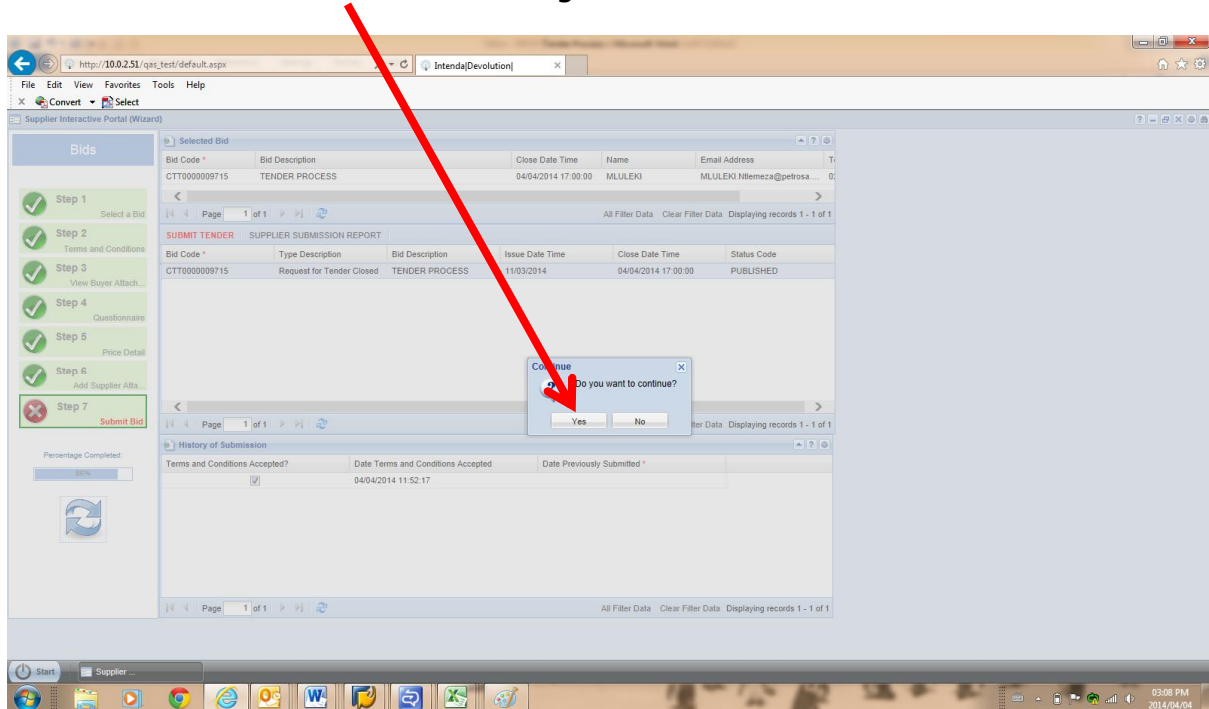 http://10.0.2.51/qas_test/default.aspx
Intenda|Devolution|
File Edit View Favorites Tools Help
Convert Select
Supplier Interactive Portal (Wizard)
Bids
Step 1
Select a Bid
Step 2
Terms and Conditions
Step 3
View Buyer Attach...
Step 4
Questionnaire
Step 5
Price Detail
Step 6
Add Supplier Atta...
Step 7
Submit Bid
Percentage Completed:
Selected Bid
Bid Code * Bid Description Close Date Time Name Email Address
CTT0000009715 TENDER PROCESS 04/04/2014 17:00:00 MLULEKI MLULEKI.Ntlemeza@petrosa....
Page 1 of 1 All Filter Data Clear Filter Data Displaying records 1 - 1 of 1
SUBMIT TENDER SUPPLIER SUBMISSION REPORT
Bid Code * Type Description Bid Description Issue Date Time Close Date Time Status Code
CTT0000009715 Request for Tender Closed TENDER PROCESS 11/03/2014 04/04/2014 17:00:00 PUBLISHED
Continue
Do you want to continue?
Yes No
Page 1 of 1 Filter Data Displaying records 1 - 1 of 1
History of Submission
Terms and Conditions Accepted? Date Terms and Conditions Accepted Date Previously Submitted *
04/04/2014 11:52:17
Page 1 of 1 All Filter Data Clear Filter Data Displaying records 1 - 1 of 1
Start Supplier ...
03:08 PM
2014/04/04